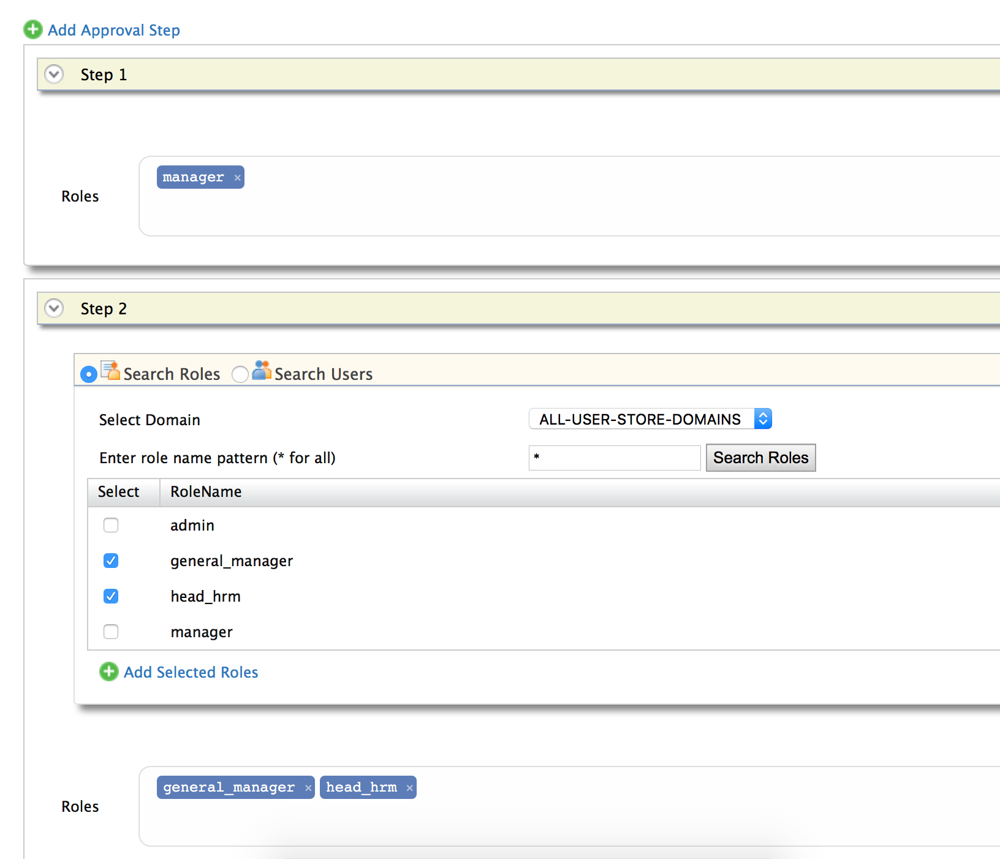 Add Approval Step
Step 1
Roles
manager ×
Step 2
Search Roles Search Users
Select Domain ALL-USER-STORE-DOMAINS
Enter role name pattern (* for all) * Search Roles
Select RoleName
admin
general_manager
head_hrm
manager
Add Selected Roles
Roles
general_manager × head_hrm ×